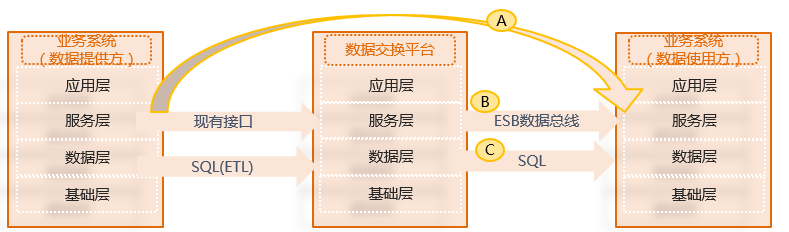 A
业务系统
（数据提供方）
应用层
服务层
数据层
基础层
现有接口
SQL(ETL)
数据交换平台
应用层
服务层
数据层
基础层
B
ESB数据总线
C
SQL
业务系统
（数据使用方）
应用层
服务层
数据层
基础层